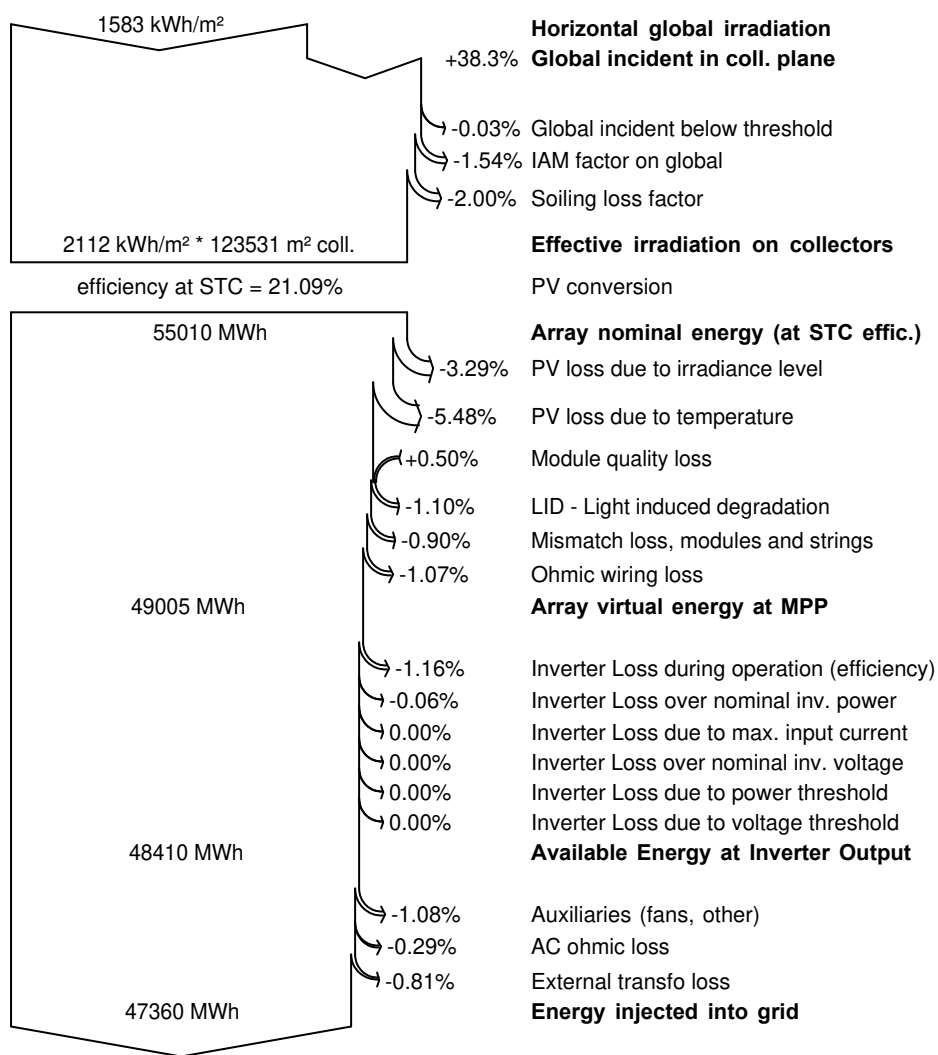 1583 kWh/m² Horizontal global irradiation
+38.3% Global incident in coll. plane
-0.03% Global incident below threshold
-1.54% IAM factor on global
-2.00% Soiling loss factor
2112 kWh/m² * 123531 m² coll. Effective irradiation on collectors
efficiency at STC = 21.09% PV conversion
55010 MWh Array nominal energy (at STC effic.)
-3.29% PV loss due to irradiance level
-5.48% PV loss due to temperature
+0.50% Module quality loss
-1.10% LID - Light induced degradation
-0.90% Mismatch loss, modules and strings
-1.07% Ohmic wiring loss
49005 MWh Array virtual energy at MPP
-1.16% Inverter Loss during operation (efficiency)
-0.06% Inverter Loss over nominal inv. power
0.00% Inverter Loss due to max. input current
0.00% Inverter Loss over nominal inv. voltage
0.00% Inverter Loss due to power threshold
0.00% Inverter Loss due to voltage threshold
48410 MWh Available Energy at Inverter Output
-1.08% Auxiliaries (fans, other)
-0.29% AC ohmic loss
-0.81% External transfo loss
47360 MWh Energy injected into grid